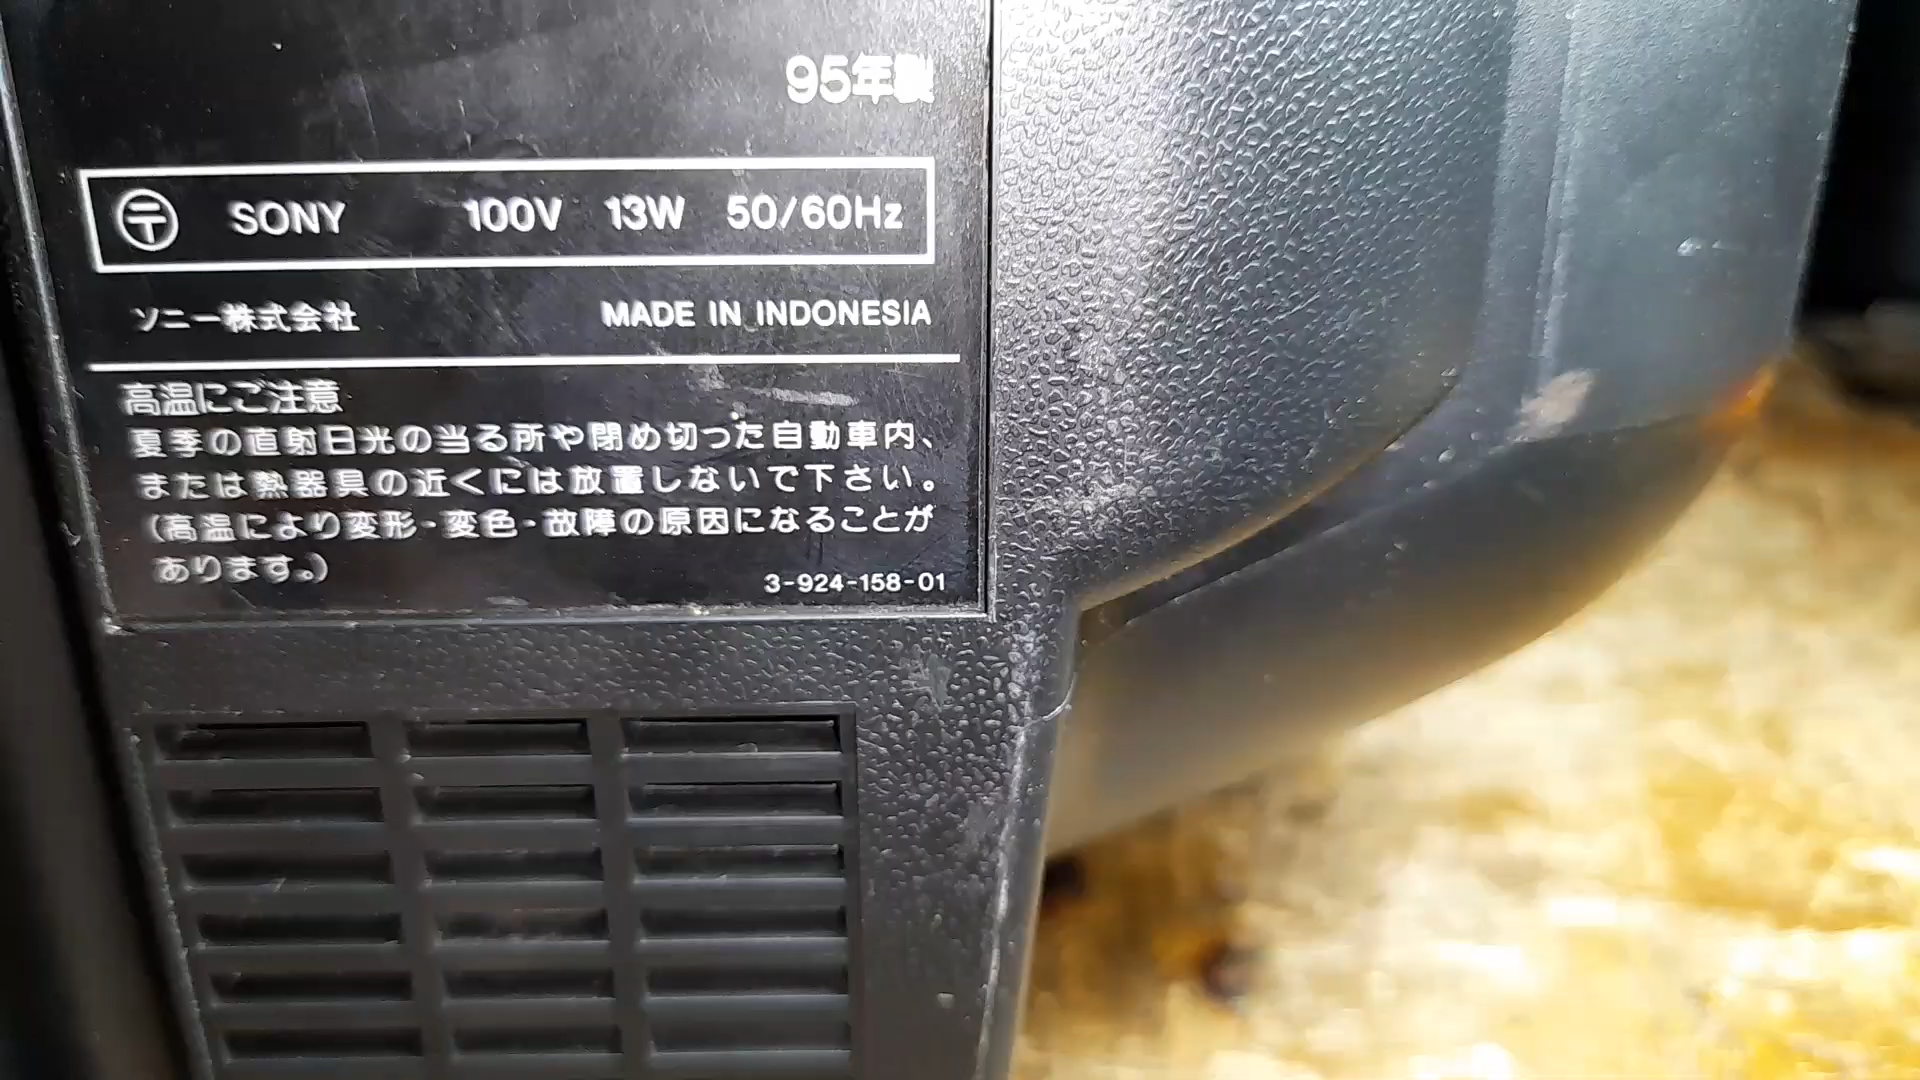 95年製
〒 SONY 100V 13W 50/60Hz
ソニー株式会社 MADE IN INDONESIA
高温にご注意
夏季の直射日光の当る所や閉め切った自動車内、
または熱器具の近くには放置しないで下さい。
(高温により変形・変色・故障の原因になることが
あります。)
3-924-158-01